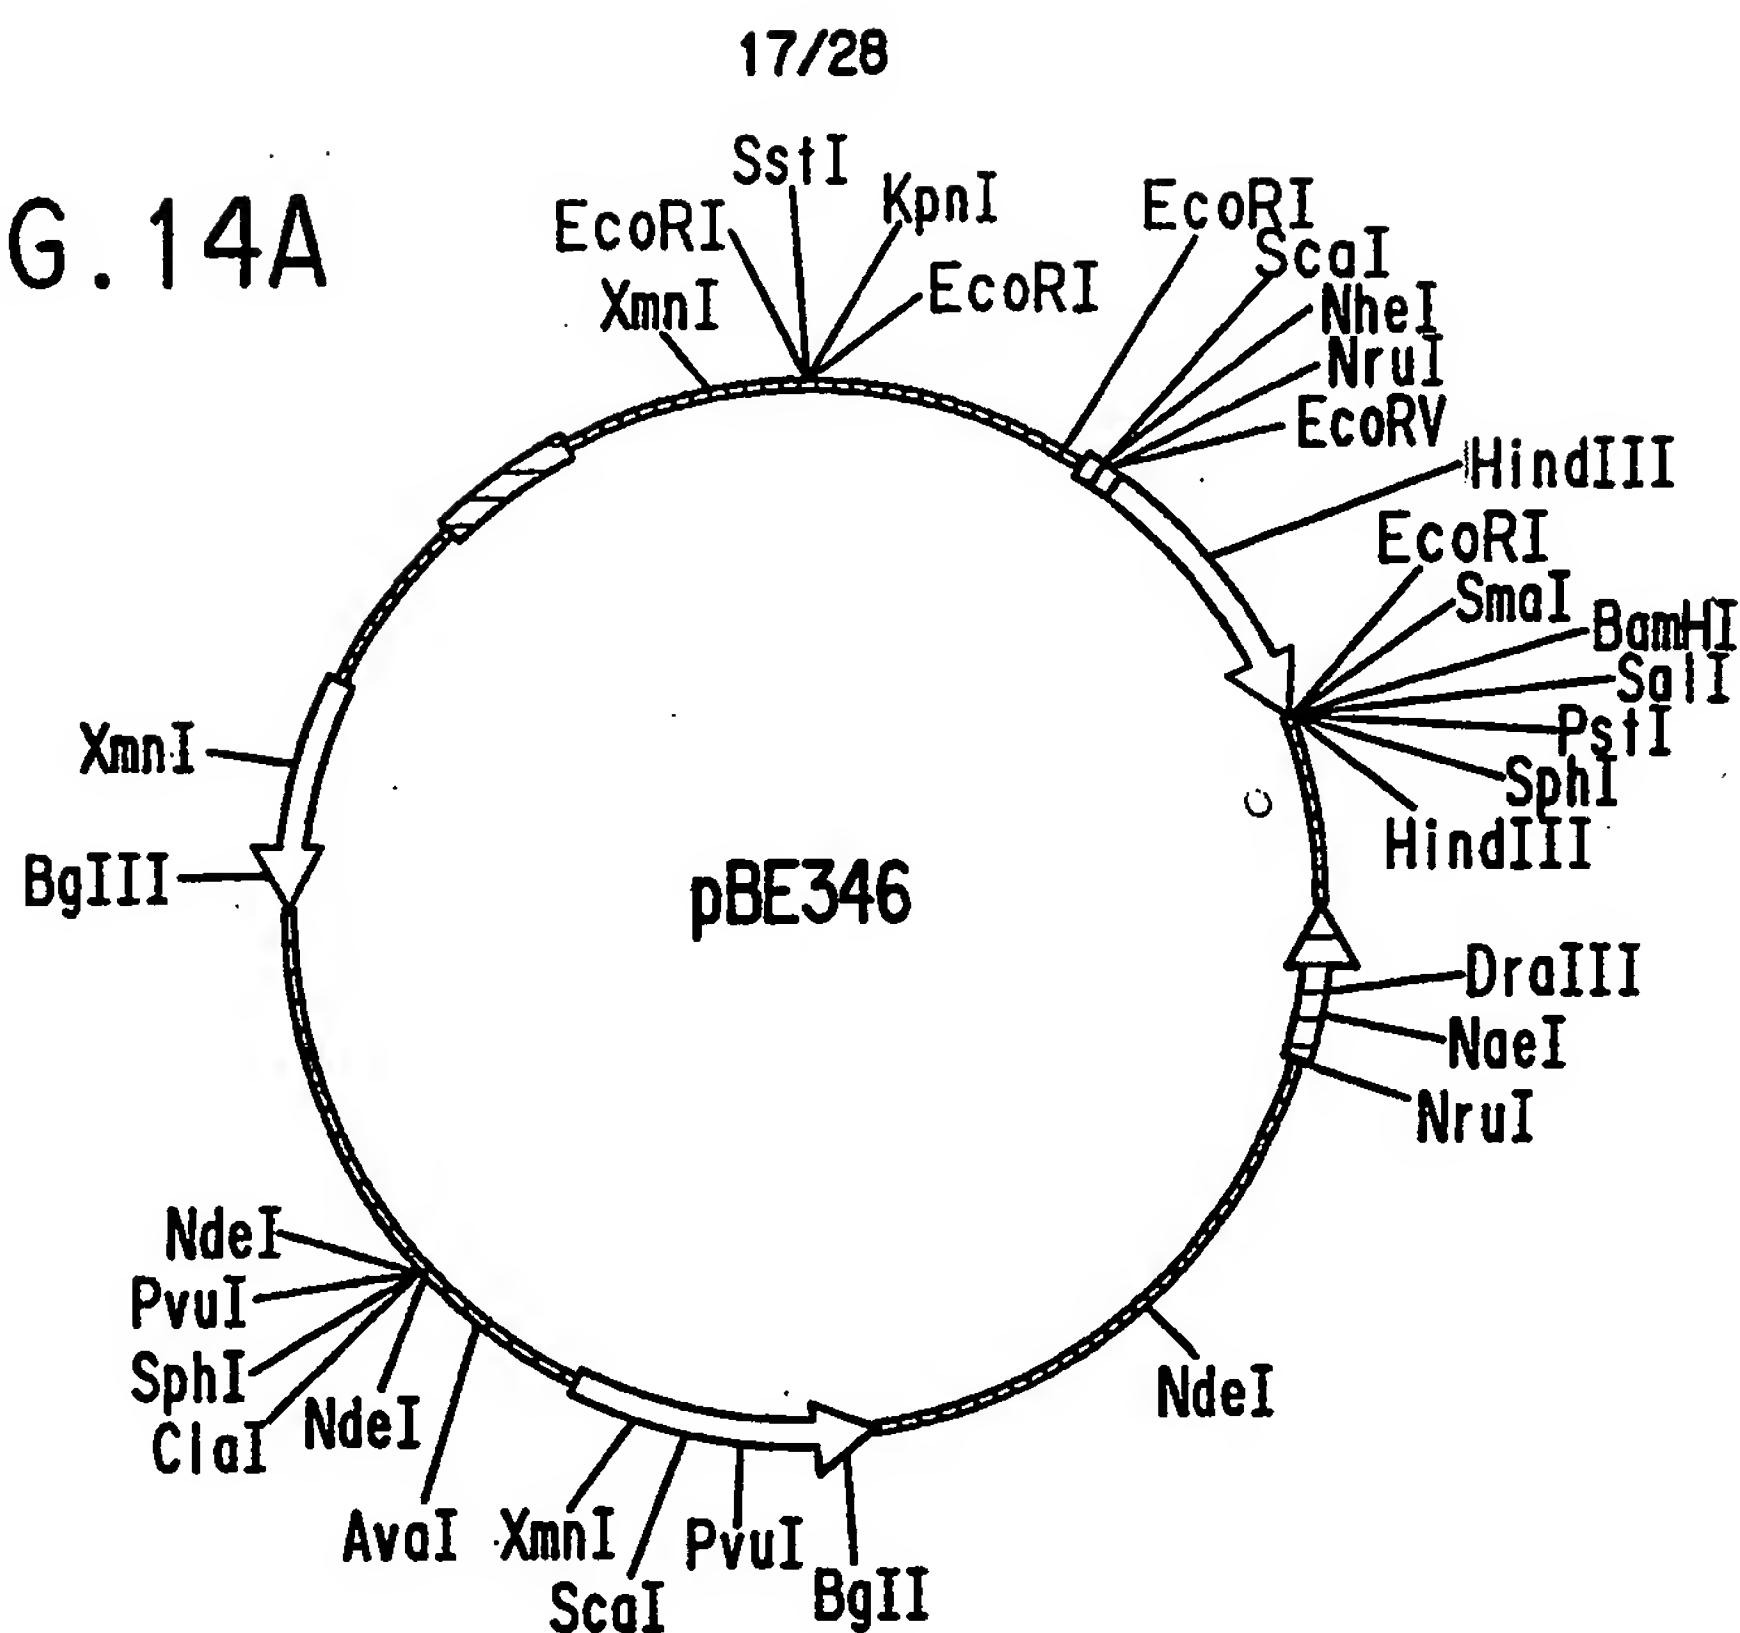 17/28
G.14A
SstI
KpnI
EcoRI
XmnI
EcoRI
EcoRI
ScaI
NheI
NruI
EcoRV
HindIII
EcoRI
SmaI
BamHI
SalI
PstI
SphI
HindIII
XmnI
BglII
pBE346
DraIII
NaeI
NruI
NdeI
PvuI
SphI
ClaI
NdeI
NdeI
AvaI
XmnI
ScaI
PvuI
BglI